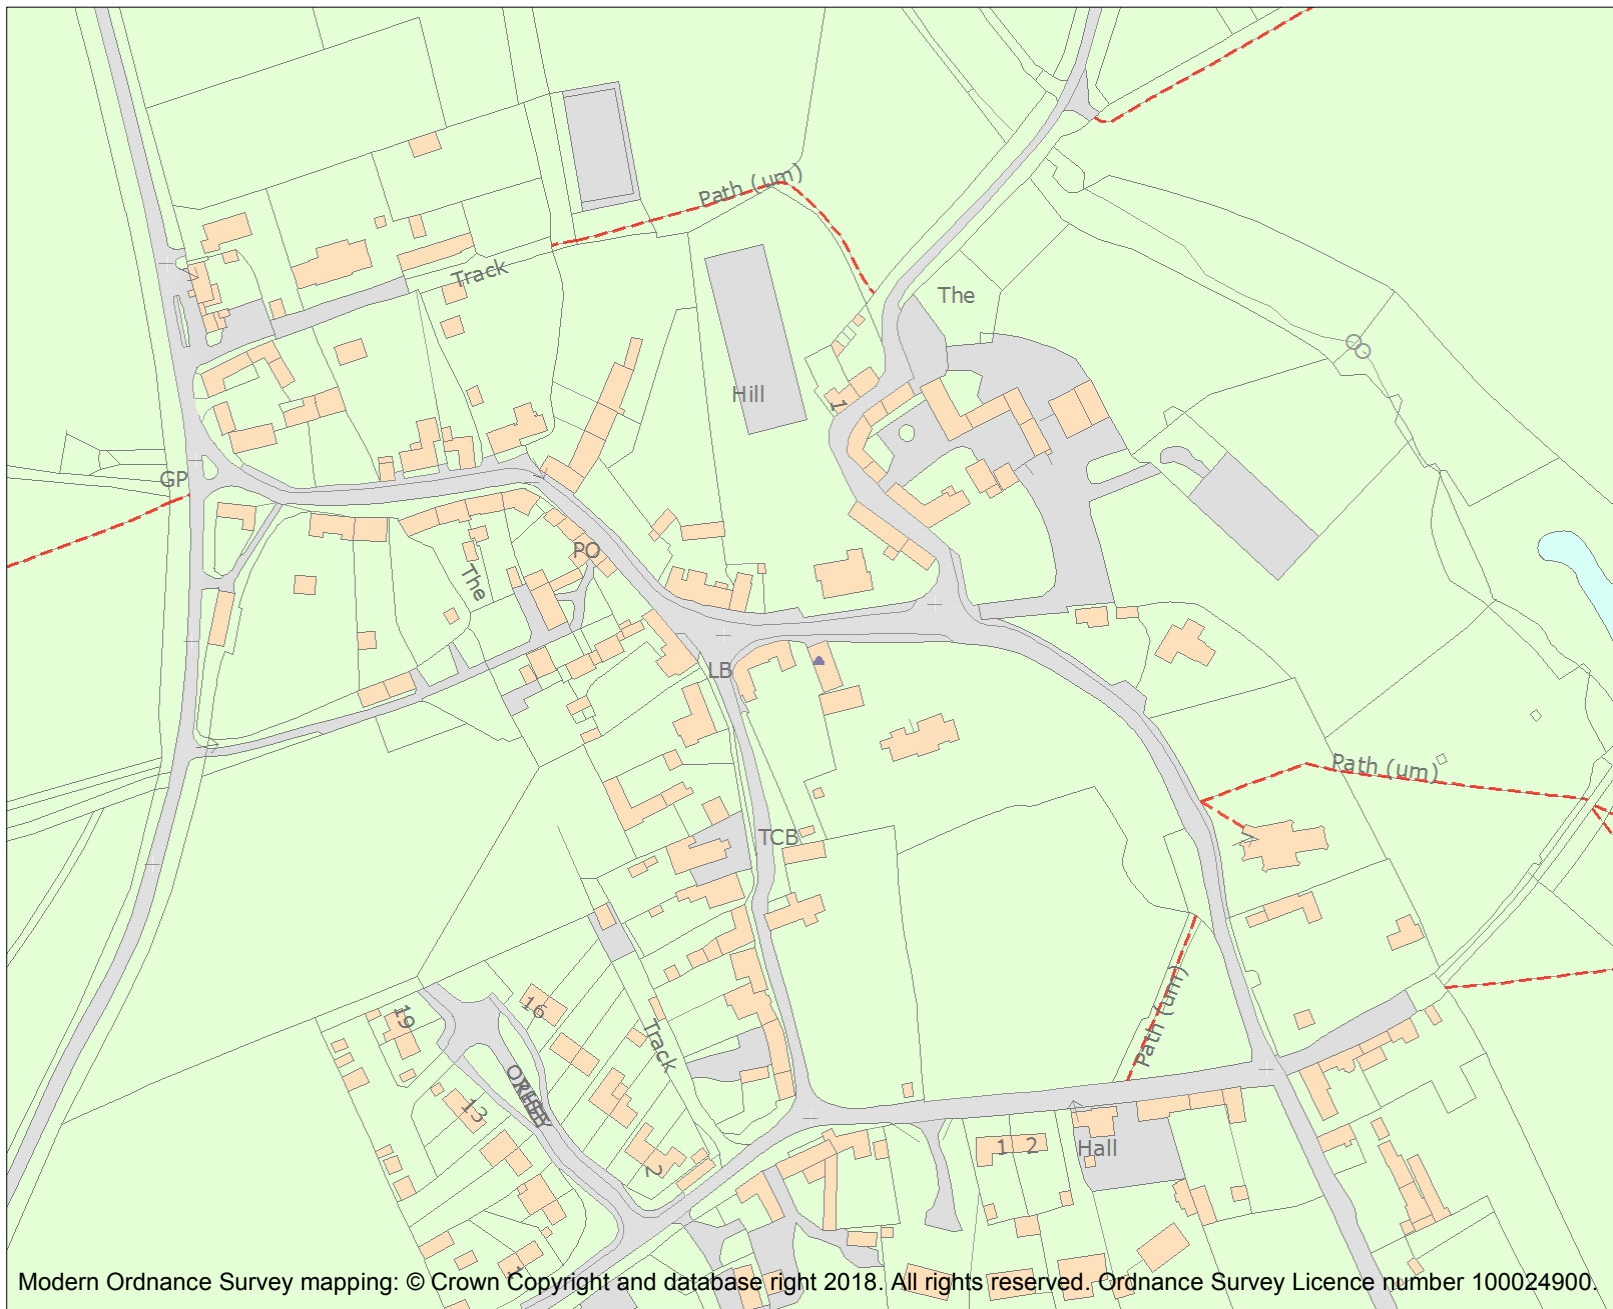 Path (um)
Track
The
Hill
1
GP
PO
The
LB
Path (um)
TCB
Path (um)
19
16
Track
13
2
1 2
Hall
1
Modern Ordnance Survey mapping: © Crown Copyright and database right 2018. All rights reserved. Ordnance Survey Licence number 100024900.